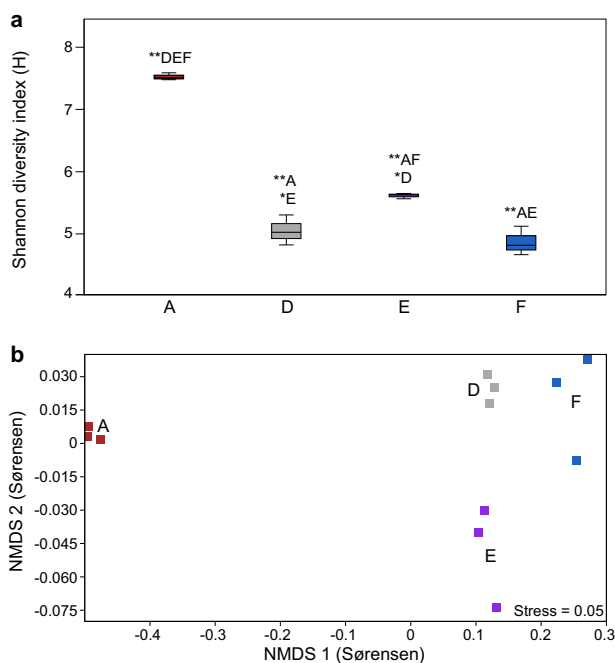 a
Shannon diversity index (H)
8
7
6
5
4
**DEF
**A
*E
**AF
*D
**AE
A D E F
b
NMDS 2 (Sørensen)
0.030
0.015
0
-0.015
-0.030
-0.045
-0.060
-0.075
A
D
F
E
Stress = 0.05
-0.4 -0.3 -0.2 -0.1 0 0.1 0.2 0.3
NMDS 1 (Sørensen)